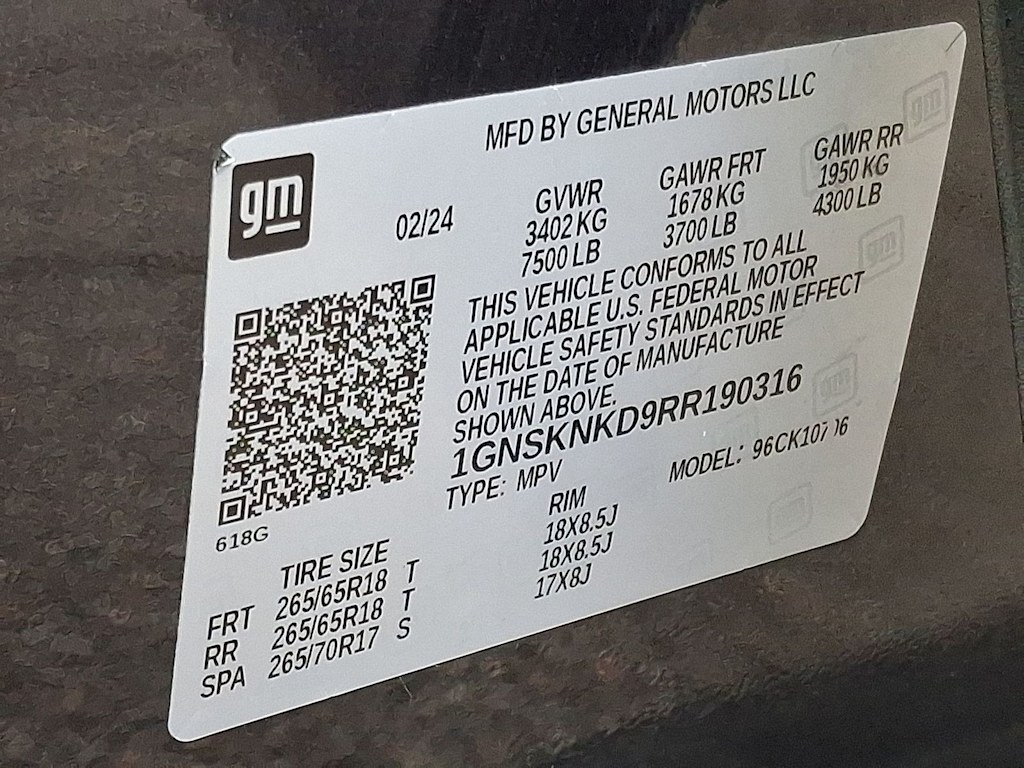 MFD BY GENERAL MOTORS LLC
gm
02/24
GVWR
3402 KG
7500 LB
GAWR FRT
1678 KG
3700 LB
GAWR RR
1950 KG
4300 LB
THIS VEHICLE CONFORMS TO ALL
APPLICABLE U.S. FEDERAL MOTOR
VEHICLE SAFETY STANDARDS IN EFFECT
ON THE DATE OF MANUFACTURE
SHOWN ABOVE.
1GNSKNKD9RR190316
TYPE: MPV
MODEL:
618G
TIRE SIZE RIM
FRT 265/65R18 T 18X8.5J
RR 265/65R18 T 18X8.5J
SPA 265/70R17 S 17X8J